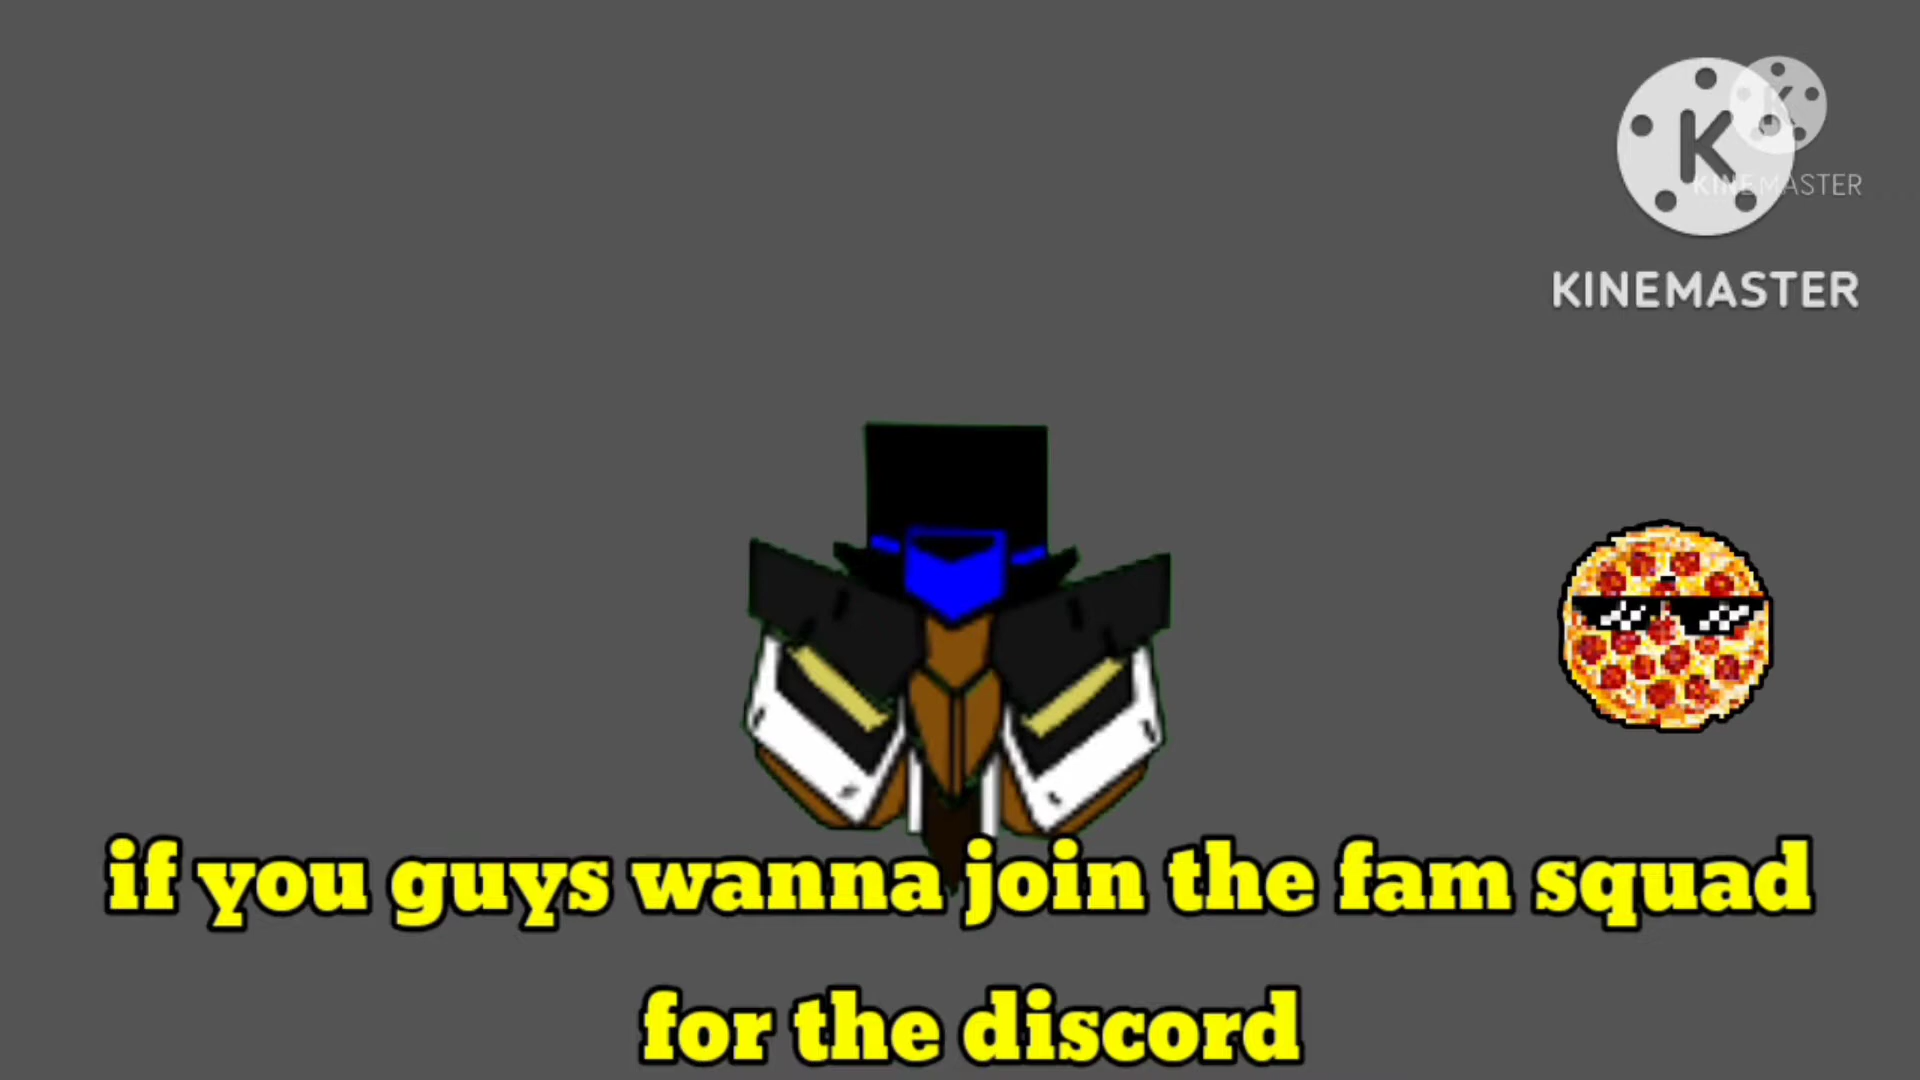 K
K
KINEMASTER
KINEMASTER
if you guys wanna join the fam squad
for the discord